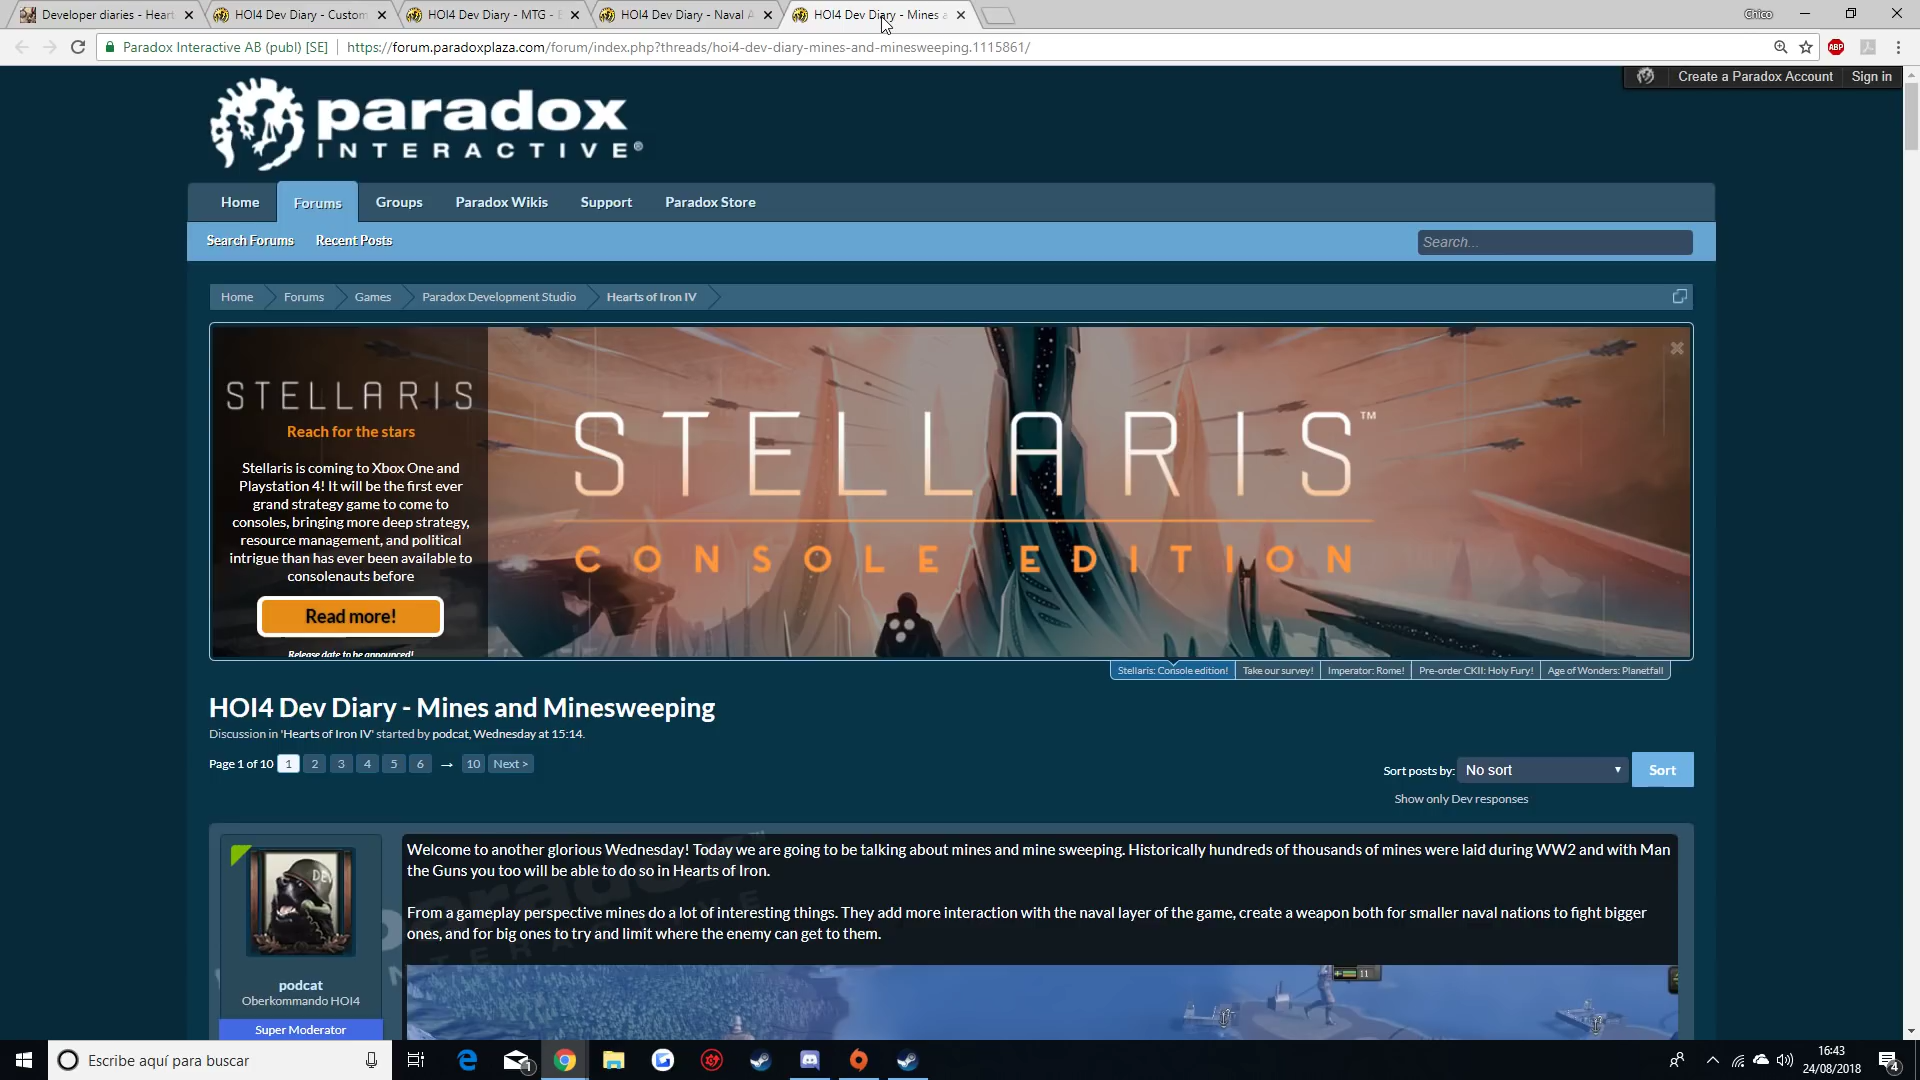 Developer diaries - Heart
HOI4 Dev Diary - Custom
HOI4 Dev Diary - MTG -
HOI4 Dev Diary - Naval A
HOI4 Dev Diary - Mines a
Chico
Paradox Interactive AB (publ) [SE]
https://forum.paradoxplaza.com/forum/index.php?threads/hoi4-dev-diary-mines-and-minesweeping.1115861/
ABP
Create a Paradox Account
Sign in
paradox
INTERACTIVE®
Home
Forums
Groups
Paradox Wikis
Support
Paradox Store
Search Forums
Recent Posts
Search...
Home
Forums
Games
Paradox Development Studio
Hearts of Iron IV
STELLARIS
Reach for the stars
Stellaris is coming to Xbox One and
Playstation 4! It will be the first ever
grand strategy game to come to
consoles, bringing more deep strategy,
resource management, and political
intrigue than has ever been available to
consolenauts before
Read more!
Release date to be announced!
STELLARIS™
CONSOLE EDITION
Stellaris: Console edition!
Take our survey!
Imperator: Rome!
Pre-order CKII: Holy Fury!
Age of Wonders: Planetfall
HOI4 Dev Diary - Mines and Minesweeping
Discussion in 'Hearts of Iron IV' started by podcat, Wednesday at 15:14.
Page 1 of 10 1 2 3 4 5 6 → 10 Next >
Sort posts by: No sort
Sort
Show only Dev responses
DEV
podcat
Oberkommando HOI4
Super Moderator
Welcome to another glorious Wednesday! Today we are going to be talking about mines and mine sweeping. Historically hundreds of thousands of mines were laid during WW2 and with Man
the Guns you too will be able to do so in Hearts of Iron.
From a gameplay perspective mines do a lot of interesting things. They add more interaction with the naval layer of the game, create a weapon both for smaller naval nations to fight bigger
ones, and for big ones to try and limit where the enemy can get to them.
11
Escribe aquí para buscar
1
16:43
24/08/2018
4